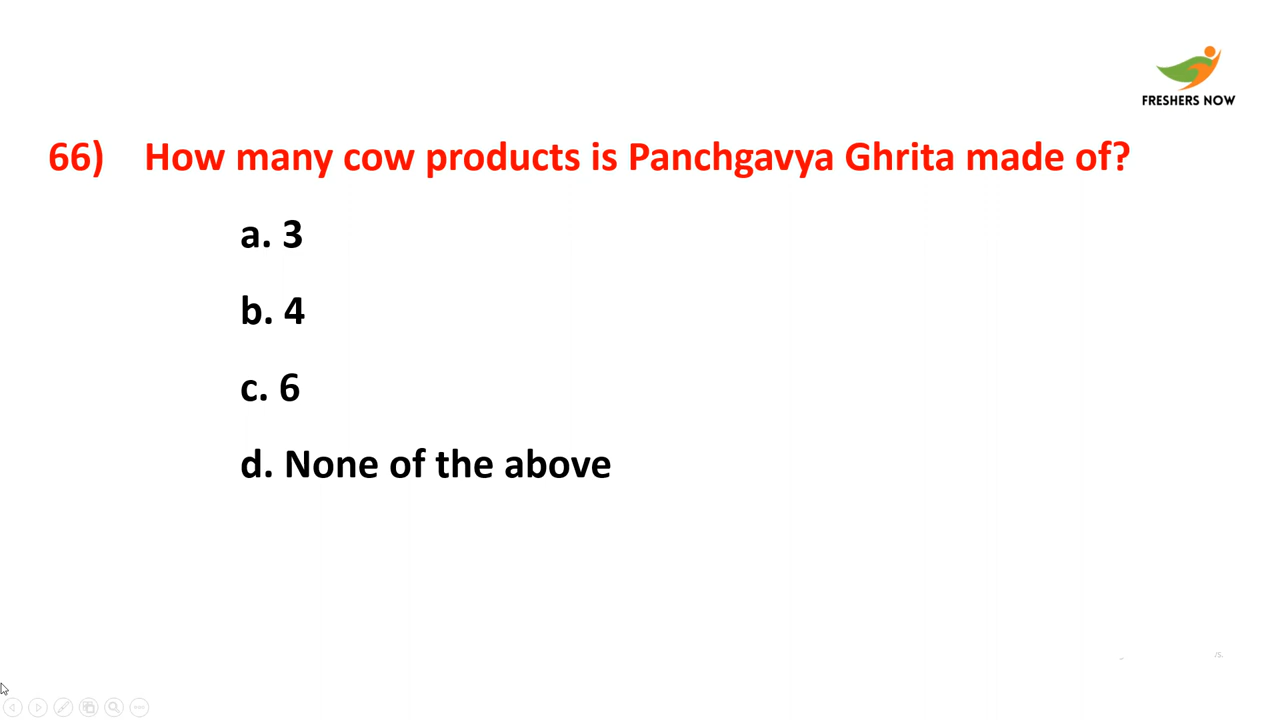 FRESHERS NOW
66) How many cow products is Panchgavya Ghrita made of?
a. 3
b. 4
c. 6
d. None of the above